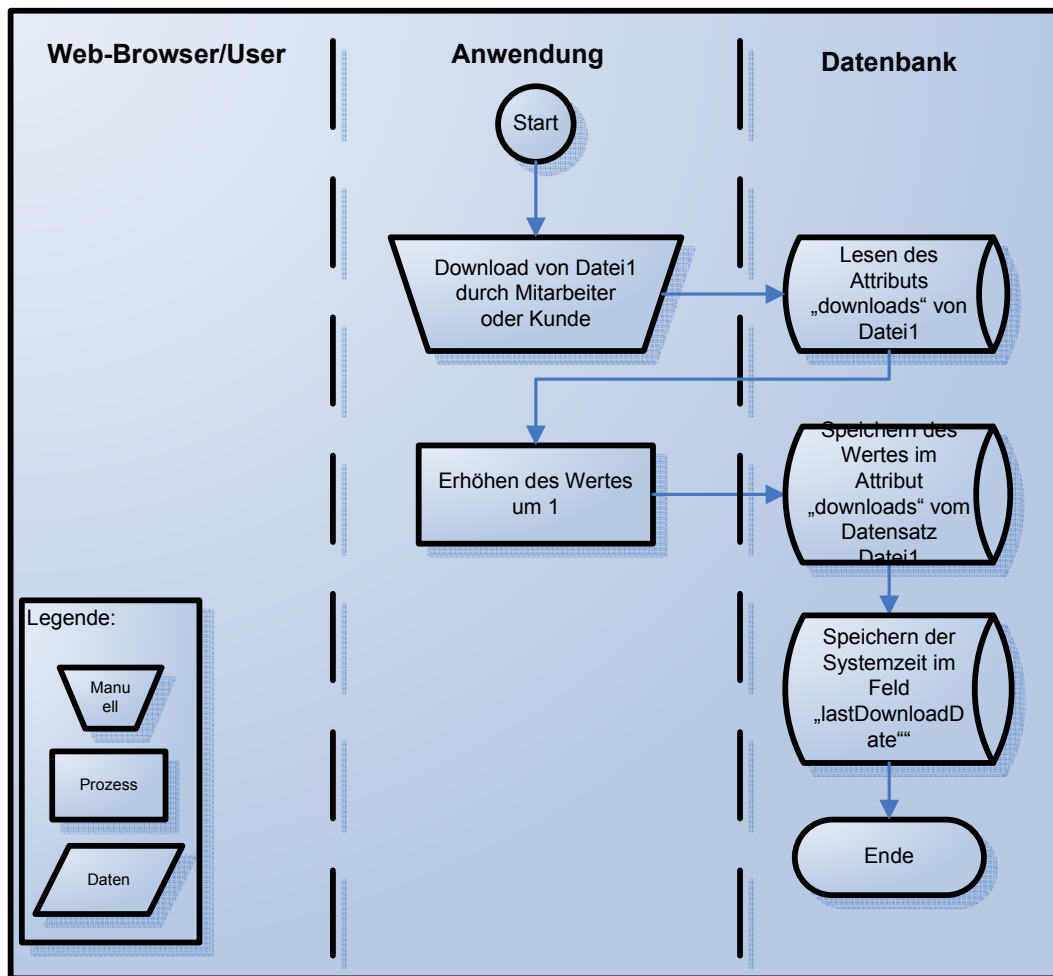 Web-Browser/User
Anwendung
Datenbank
Start
Download von Datei1
durch Mitarbeiter
oder Kunde
Lesen des
Attributs
„downloads“ von
Datei1
Erhöhen des Wertes
um 1
Speichern des
Wertes im
Attribut
„downloads“ vom
Datensatz
Datei1
Speichern der
Systemzeit im
Feld
„lastDownloadD
ate““
Ende
Legende:
Manu
ell
Prozess
Daten